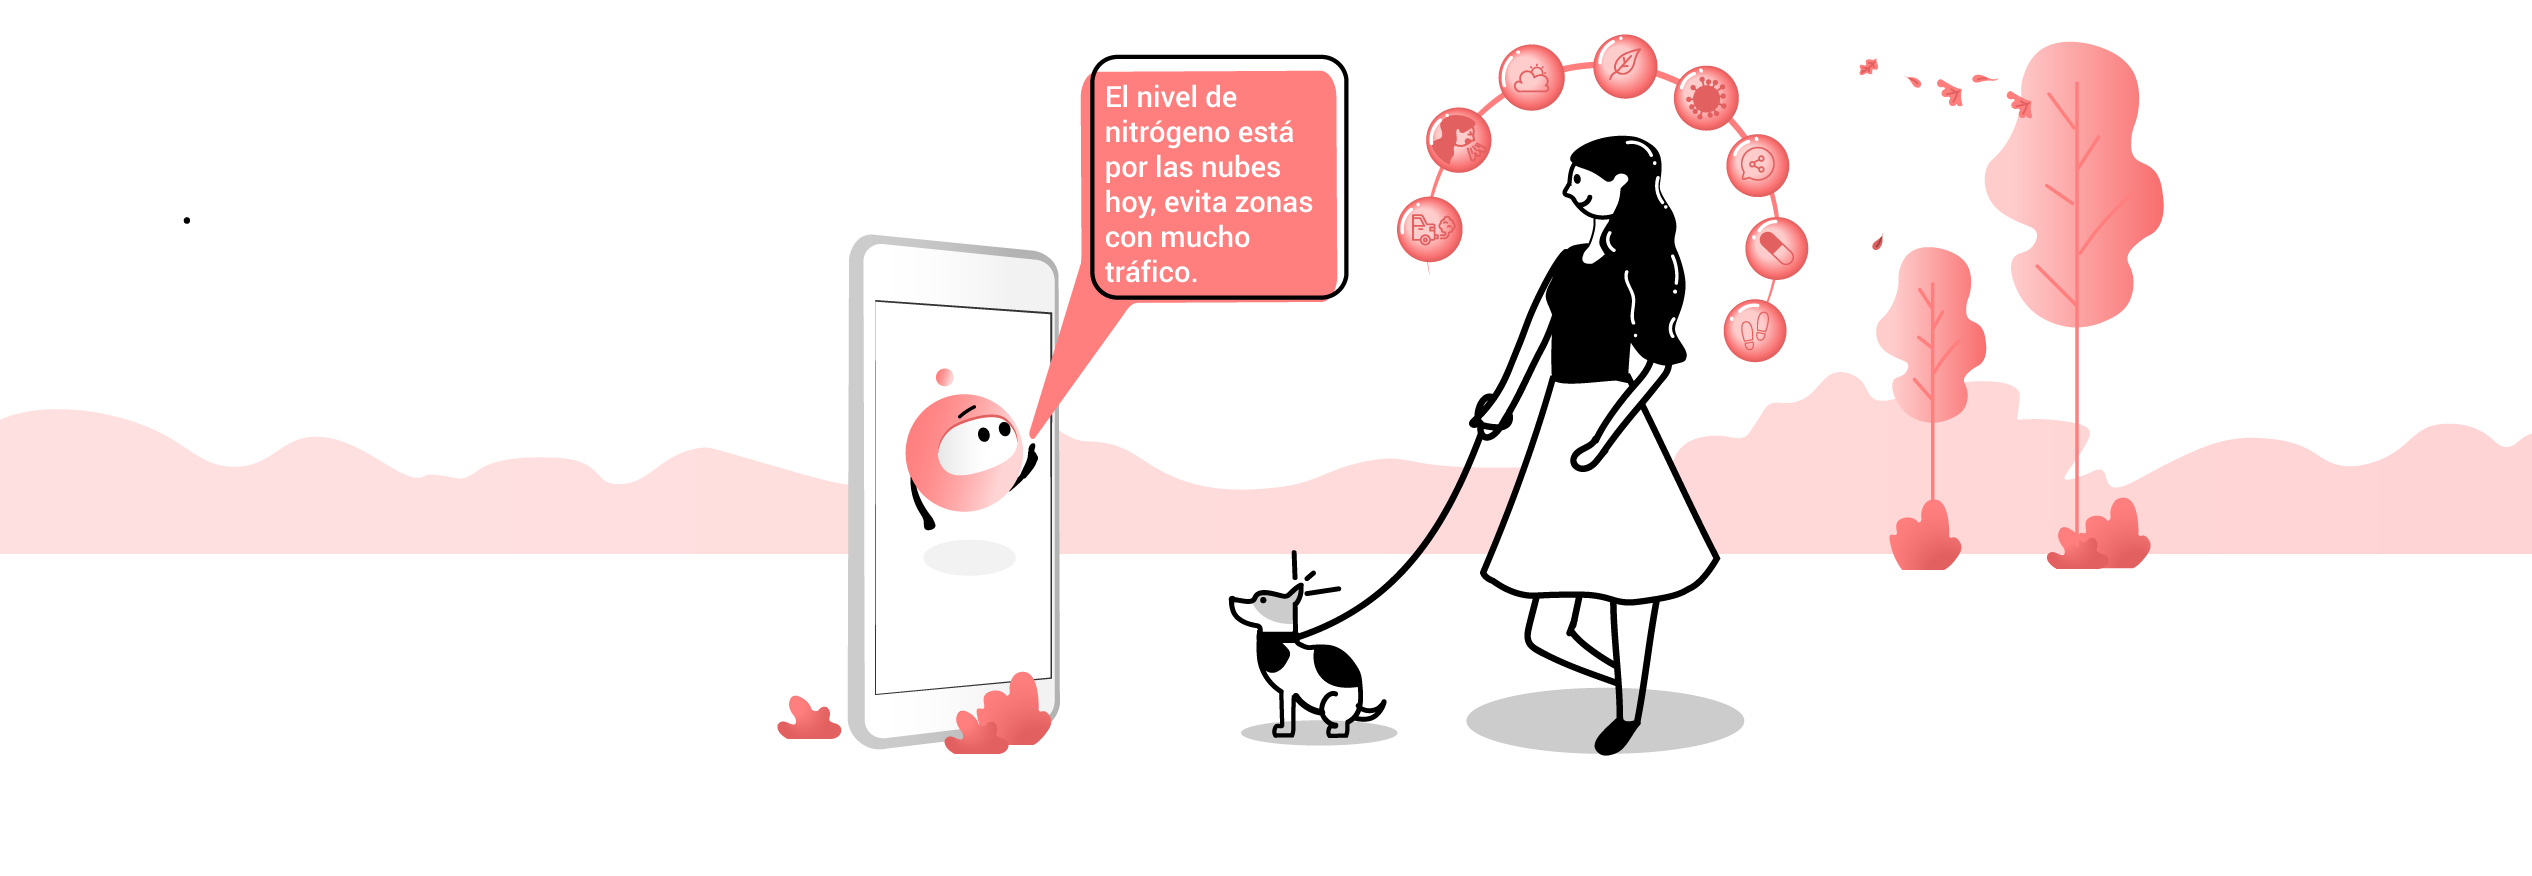 El nivel de
nitrógeno está
por las nubes
hoy, evita zonas
con mucho
tráfico.